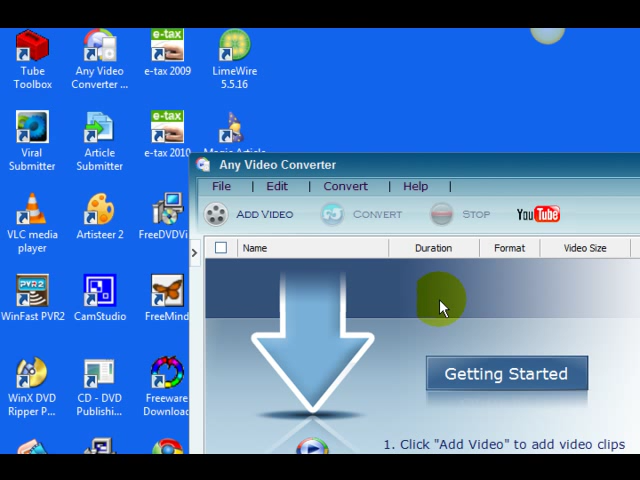 Tube
Toolbox
Any Video
Converter ...
e-tax
e-tax 2009
LimeWire
5.5.16
Viral
Submitter
Article
Submitter
e-tax
e-tax 2010
Any Video Converter
File | Edit | Convert | Help |
ADD VIDEO
CONVERT
STOP
YouTube
VLC media
player
Artisteer 2
FreeDVDVi
Name
Duration
Format
Video Size
PVR2
WinFast PVR2
CamStudio
FreeMind
Getting Started
WinX DVD
Ripper P...
CD - DVD
Publishi...
Freeware
Download
1. Click "Add Video" to add video clips